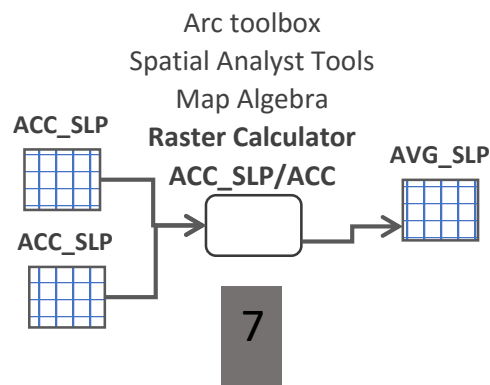 Arc toolbox
Spatial Analyst Tools
Map Algebra
Raster Calculator
ACC_SLP/ACC
ACC_SLP
ACC_SLP
AVG_SLP
7